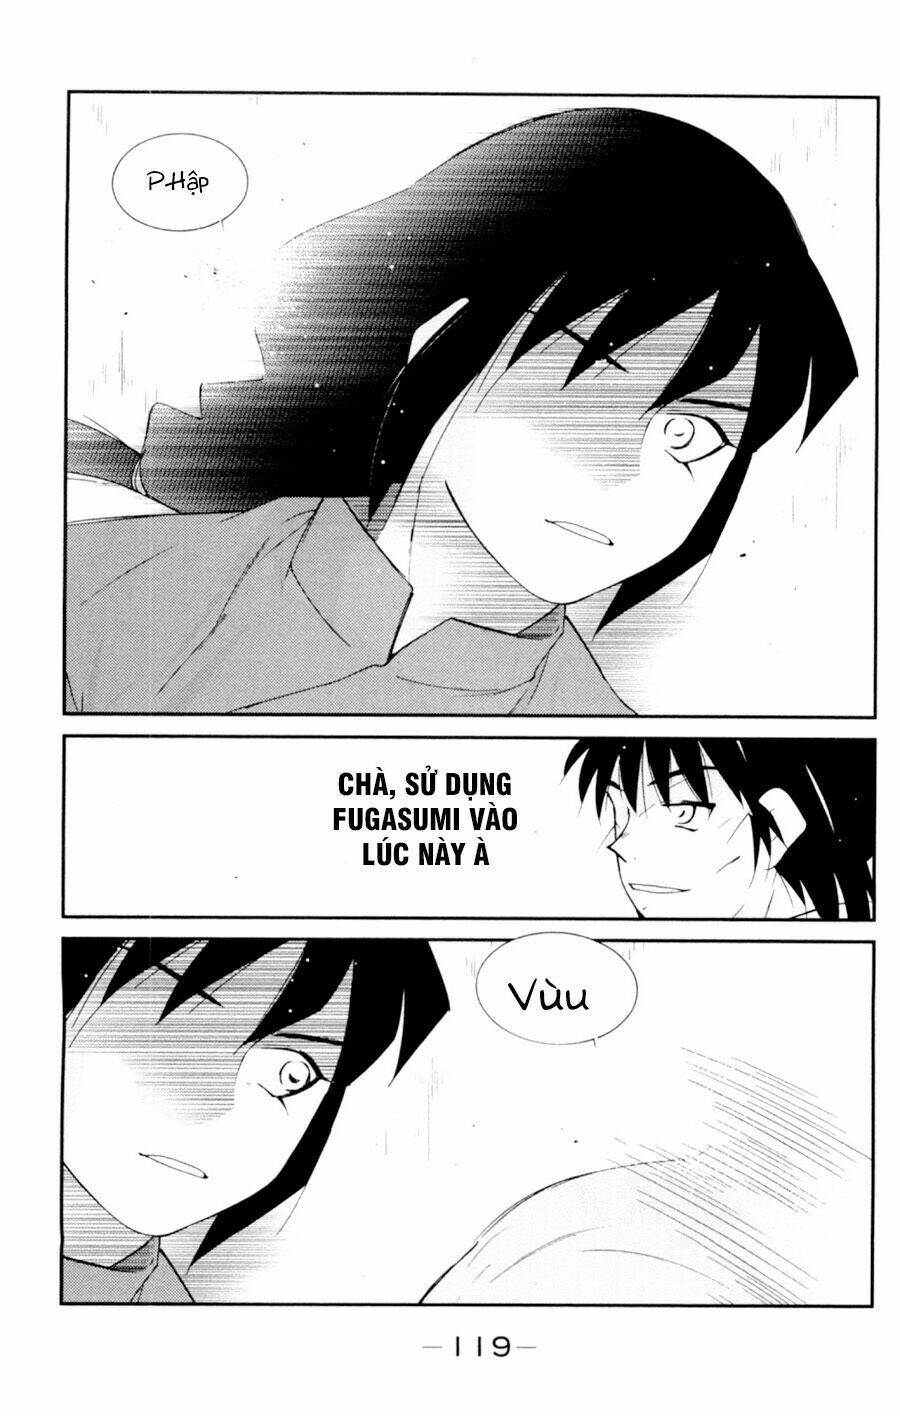 PHập
CHÀ, SỬ DỤNG
FUGASUMI VÀO
LÚC NÀY À
Vùu
—119—